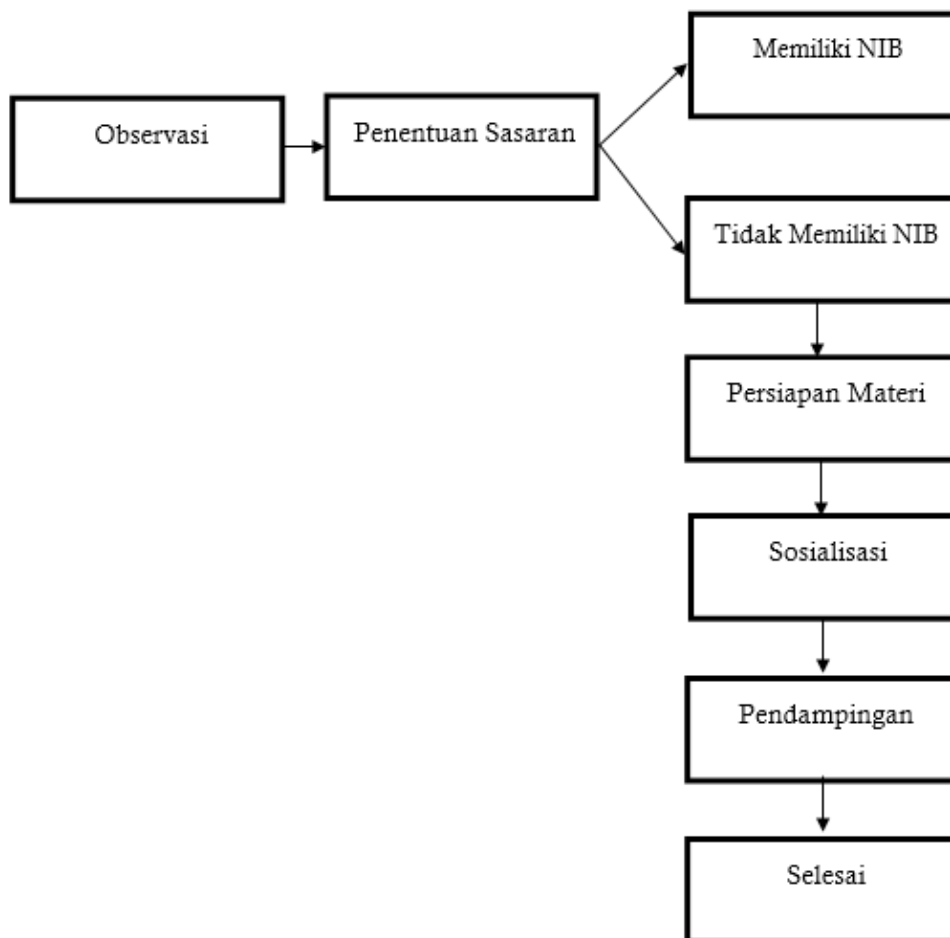 Observasi
Penentuan Sasaran
Memiliki NIB
Tidak Memiliki NIB
Persiapan Materi
Sosialisasi
Pendampingan
Selesai